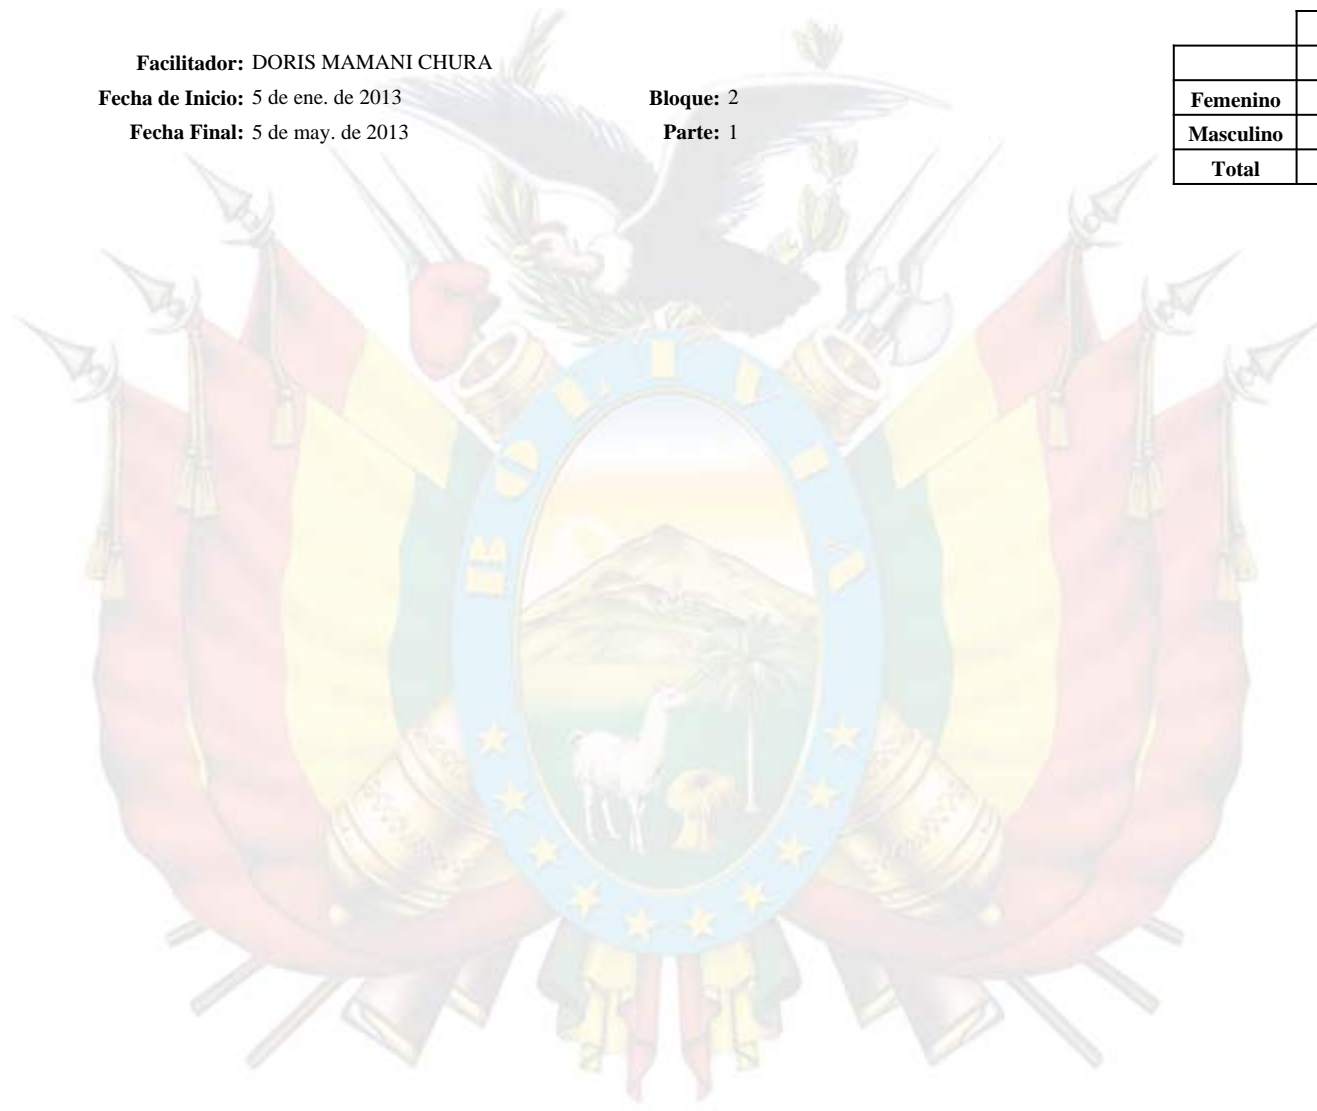 Facilitador: DORIS MAMANI CHURA
Fecha de Inicio: 5 de ene. de 2013 Bloque: 2
Fecha Final: 5 de may. de 2013 Parte: 1
Femenino
Masculino
Total
BOLIVIA